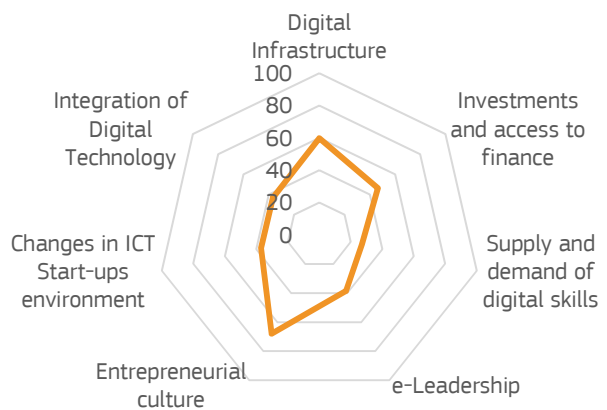 Digital
Infrastructure
100
80
60
40
20
0
Investments
and access to
finance
Supply and
demand of
digital skills
e-Leadership
Entrepreneurial
culture
Changes in ICT
Start-ups
environment
Integration of
Digital
Technology